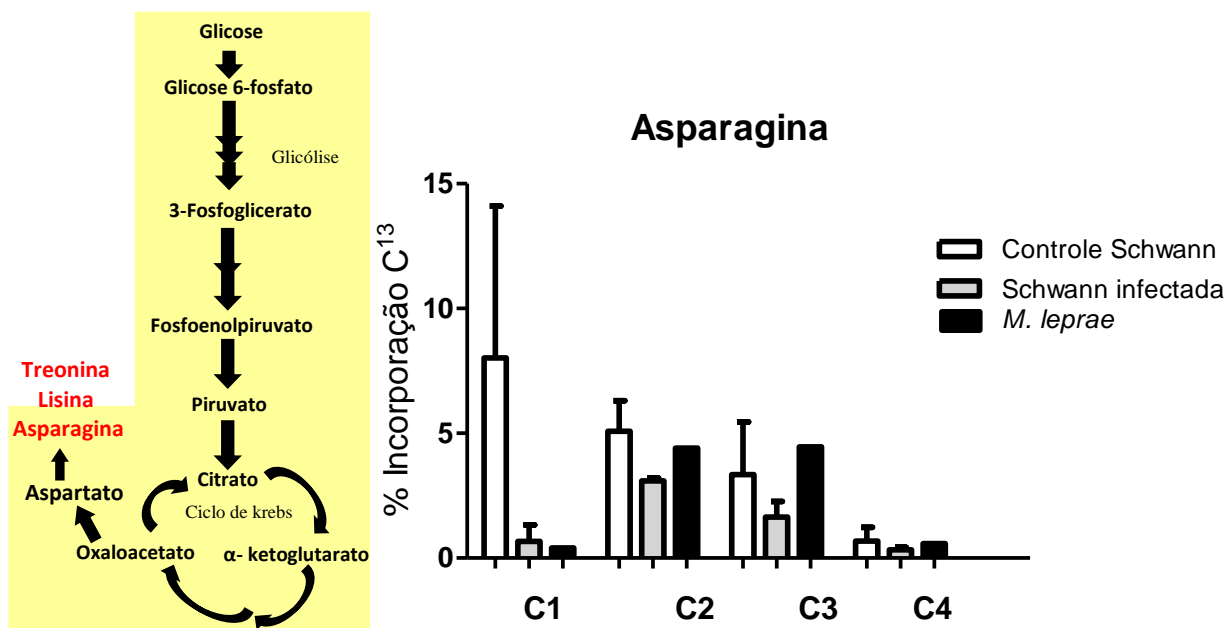 Glicose
Glicose 6-fosfato
Glicólise
3-Fosfoglicerato
Fosfoenolpiruvato
Treonina
Lisina
Asparagina
Piruvato
Citrato
Aspartato
Ciclo de krebs
Oxaloacetato
α- ketoglutarato
Asparagina
% Incorporação C13
15
10
5
0
C1 C2 C3 C4
Controle Schwann
Schwann infectada
M. leprae